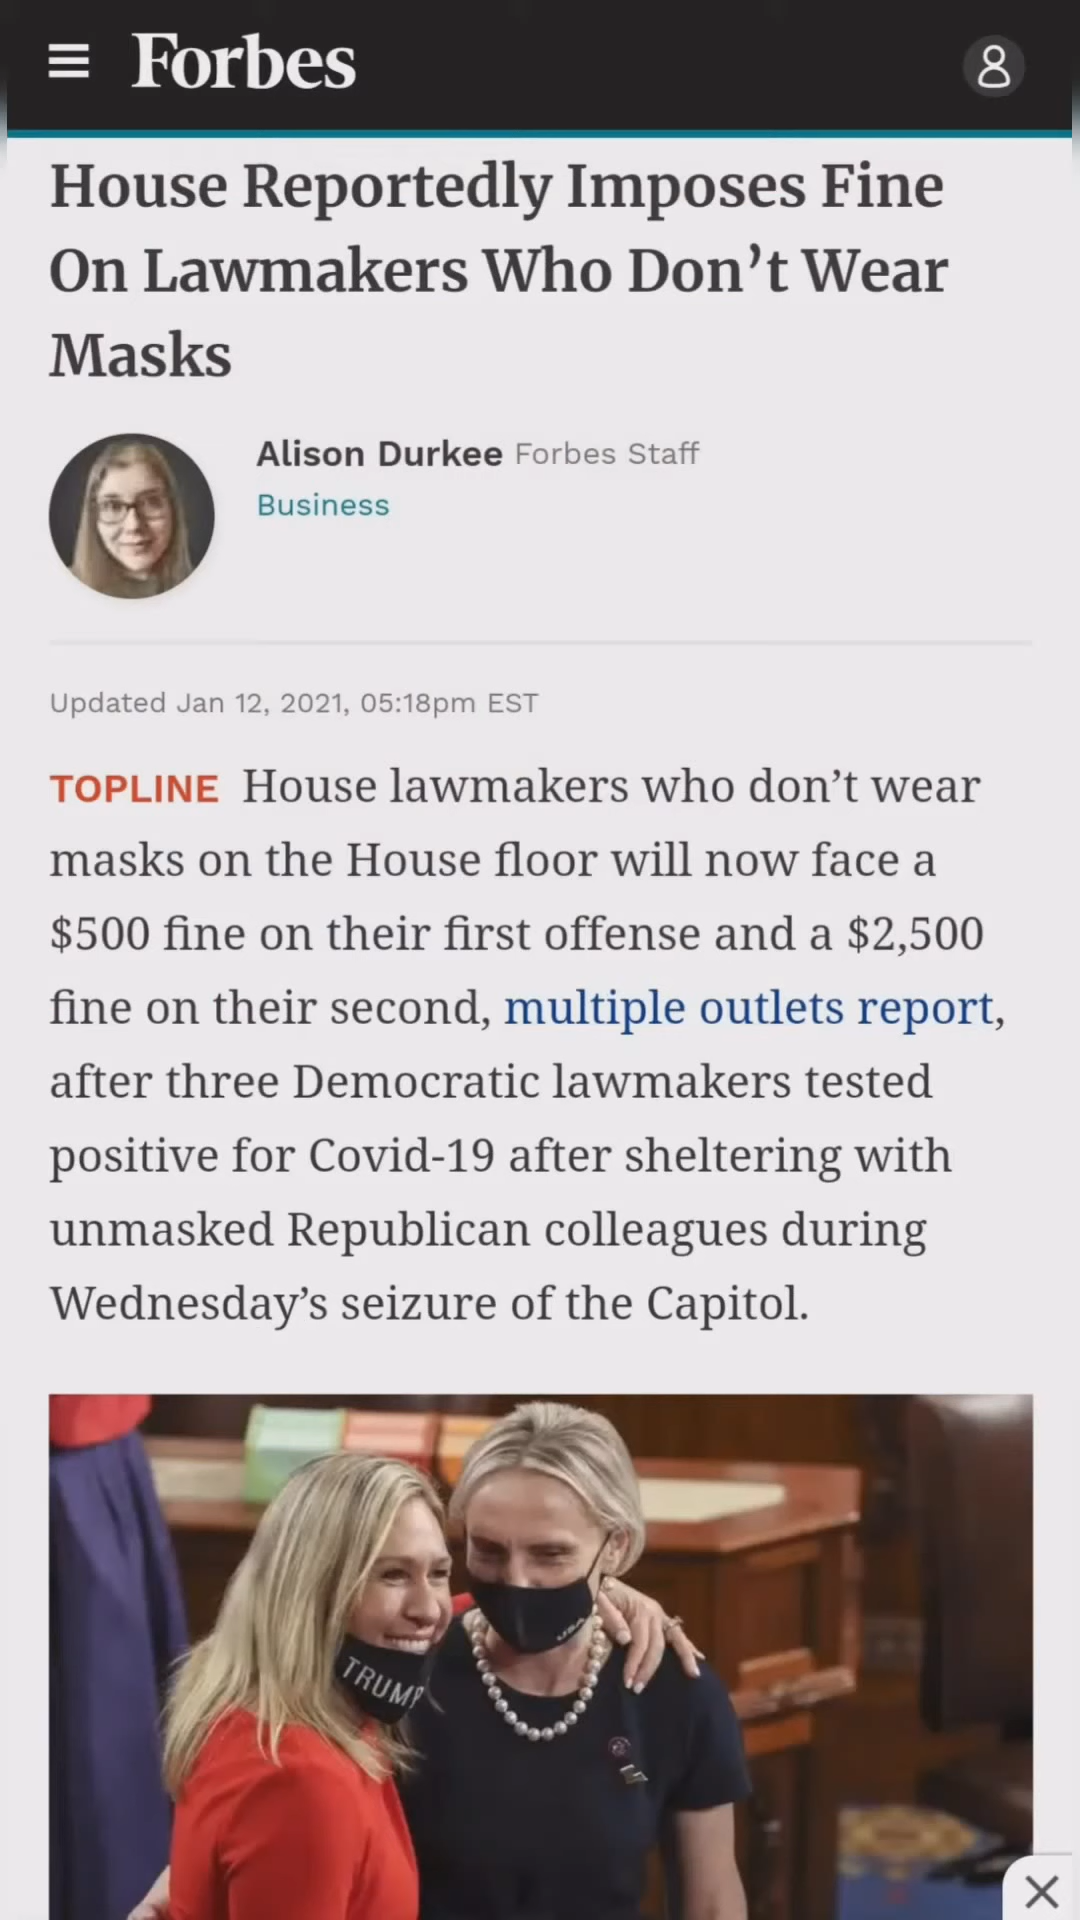 Forbes
House Reportedly Imposes Fine
On Lawmakers Who Don’t Wear
Masks
Alison Durkee Forbes Staff
Business
Updated Jan 12, 2021, 05:18pm EST
TOPLINE House lawmakers who don’t wear
masks on the House floor will now face a
$500 fine on their first offense and a $2,500
fine on their second, multiple outlets report,
after three Democratic lawmakers tested
positive for Covid-19 after sheltering with
unmasked Republican colleagues during
Wednesday’s seizure of the Capitol.
TRUMP
USA